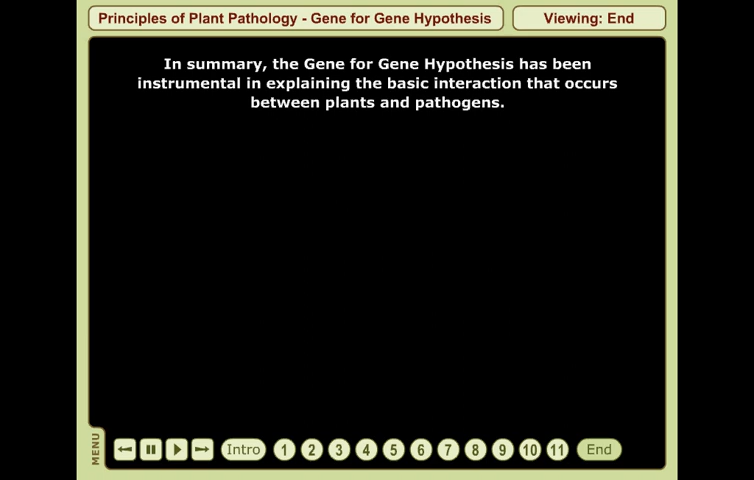 Principles of Plant Pathology - Gene for Gene Hypothesis
Viewing: End
In summary, the Gene for Gene Hypothesis has been
instrumental in explaining the basic interaction that occurs
between plants and pathogens.
MENU
Intro 1 2 3 4 5 6 7 8 9 10 11 End